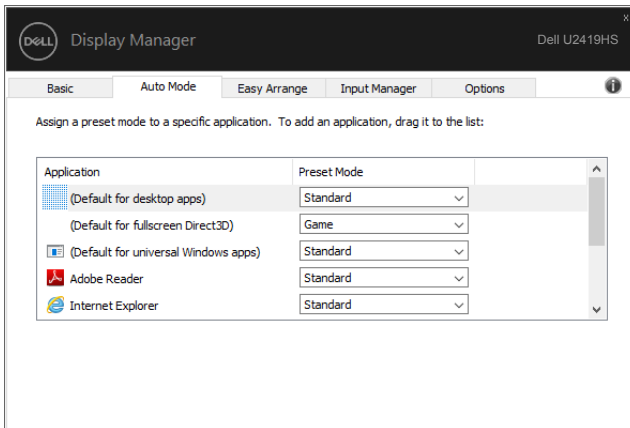 x
DELL Display Manager Dell U2419HS
Basic Auto Mode Easy Arrange Input Manager Options i
Assign a preset mode to a specific application. To add an application, drag it to the list:
Application Preset Mode
(Default for desktop apps) Standard
(Default for fullscreen Direct3D) Game
(Default for universal Windows apps) Standard
Adobe Reader Standard
Internet Explorer Standard